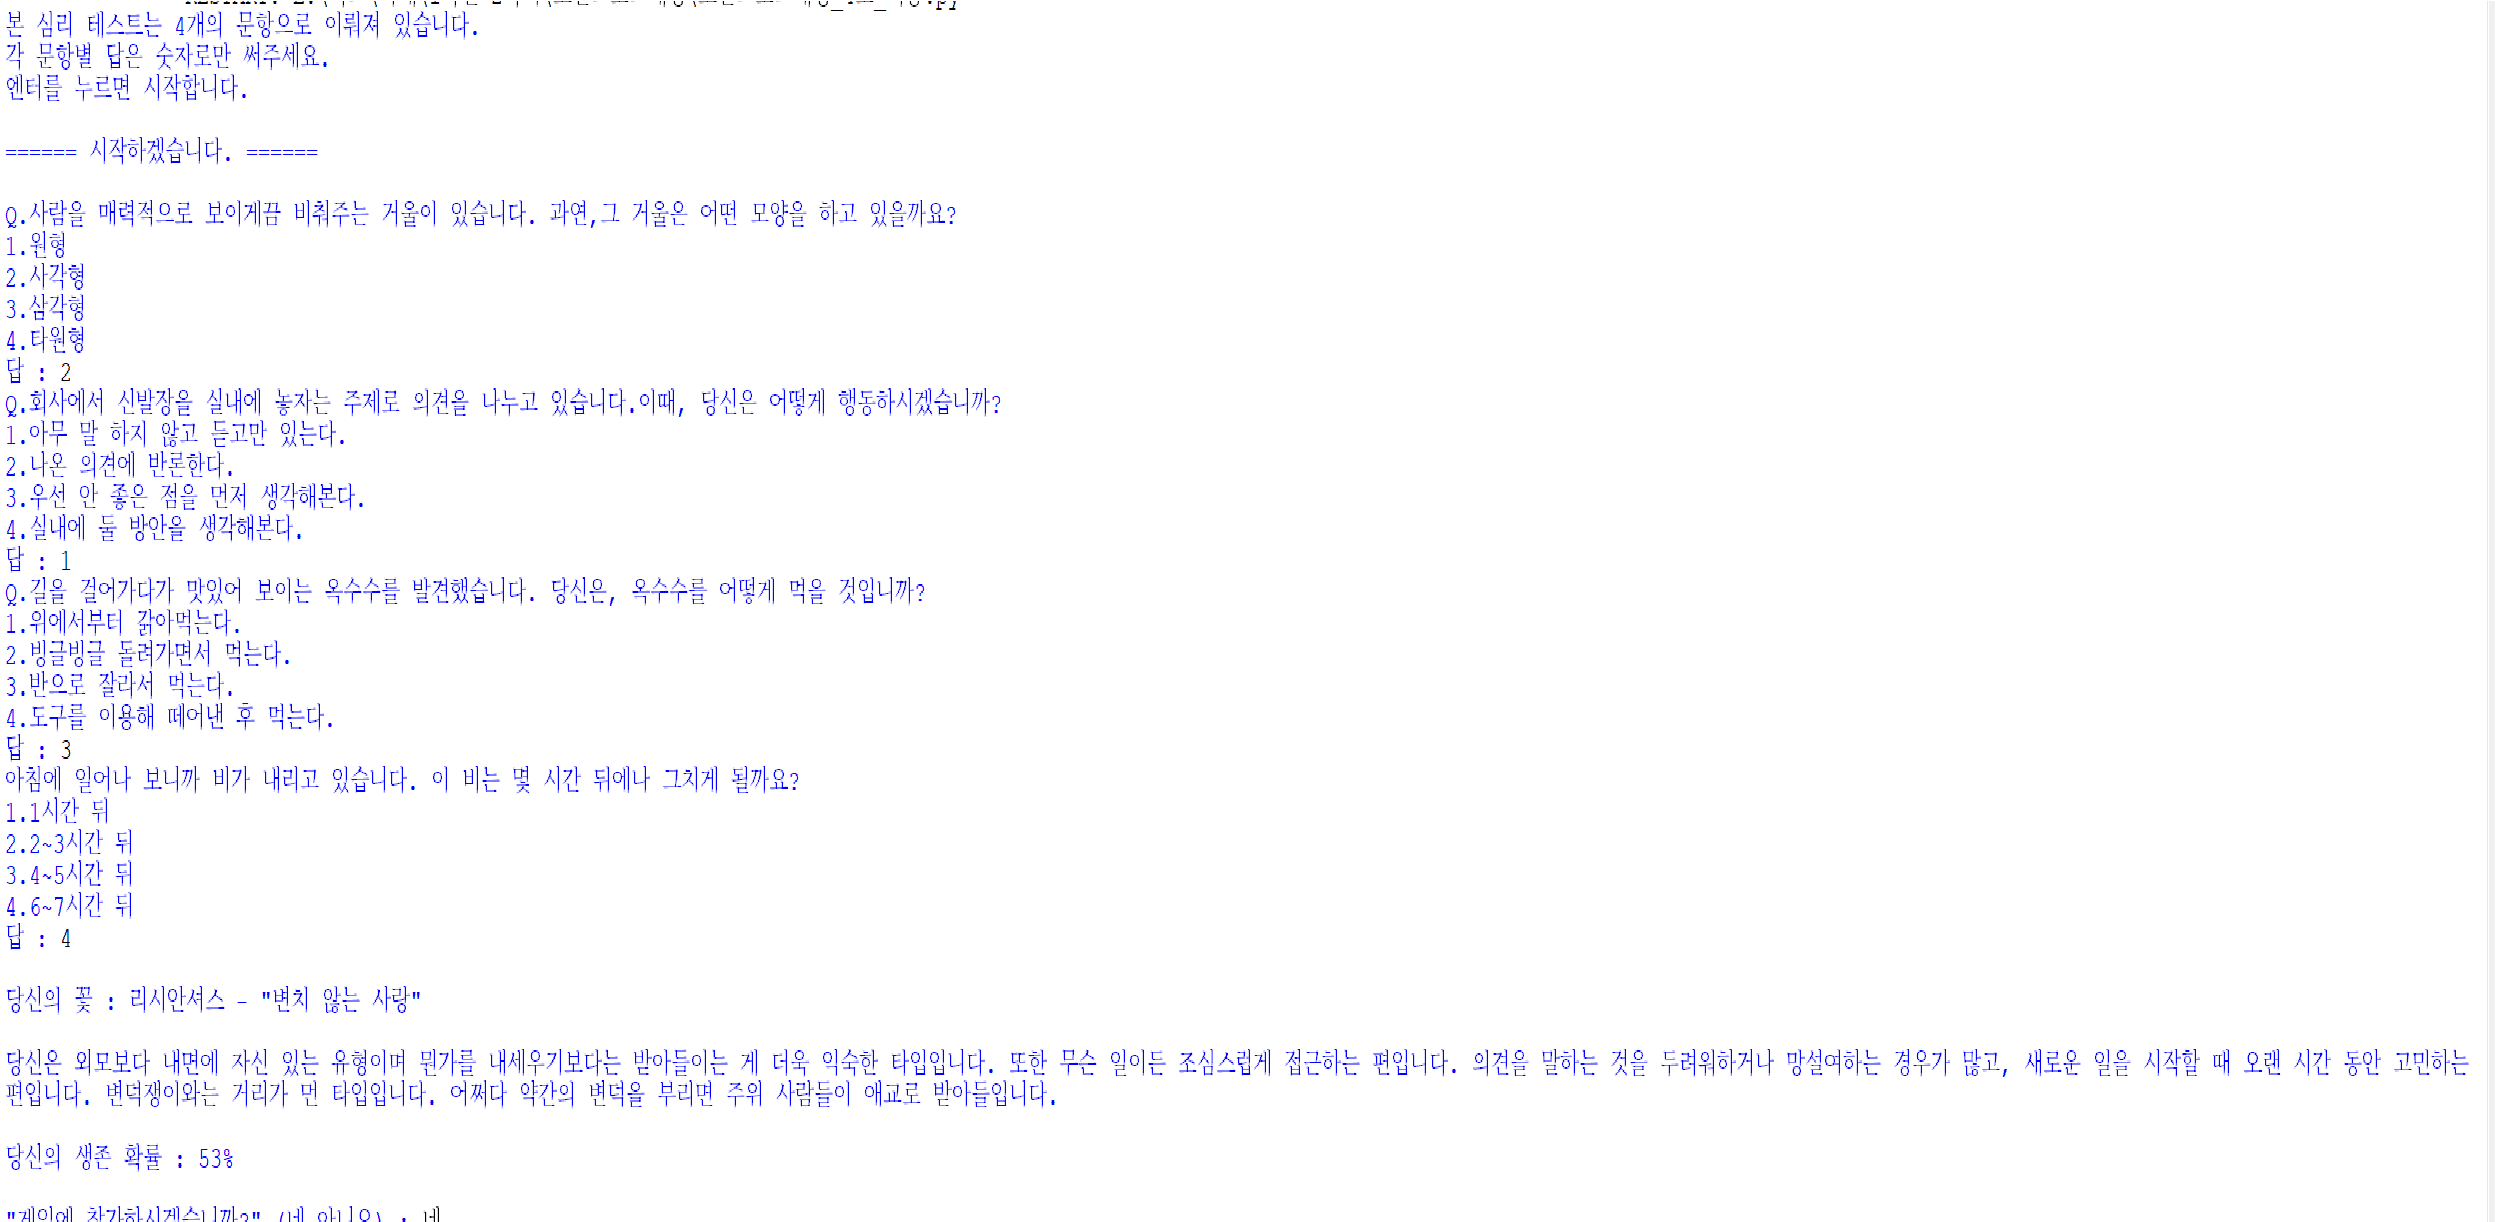 본 심리 테스트는 4개의 문항으로 이뤄져 있습니다.
각 문항별 답은 숫자로만 써주세요.
엔터를 누르면 시작합니다.
====== 시작하겠습니다. ======
Q.사람을 매력적으로 보이게끔 비춰주는 거울이 있습니다. 과연,그 거울은 어떤 모양을 하고 있을까요?
1.원형
2.사각형
3.삼각형
4.타원형
답 : 2
Q.회사에서 신발장을 실내에 놓자는 주제로 의견을 나누고 있습니다.이때, 당신은 어떻게 행동하시겠습니까?
1.아무 말 하지 않고 듣고만 있는다.
2.나온 의견에 반론한다.
3.우선 안 좋은 점을 먼저 생각해본다.
4.실내에 둘 방안을 생각해본다.
답 : 1
Q.길을 걸어가다가 맛있어 보이는 옥수수를 발견했습니다. 당신은, 옥수수를 어떻게 먹을 것입니까?
1.위에서부터 갉아먹는다.
2.빙글빙글 돌려가면서 먹는다.
3.반으로 잘라서 먹는다.
4.도구를 이용해 떼어낸 후 먹는다.
답 : 3
아침에 일어나 보니까 비가 내리고 있습니다. 이 비는 몇 시간 뒤에나 그치게 될까요?
1.1시간 뒤
2.2~3시간 뒤
3.4~5시간 뒤
4.6~7시간 뒤
답 : 4
당신의 꽃 : 리시안셔스 - "변치 않는 사랑"
당신은 외모보다 내면에 자신 있는 유형이며 뭔가를 내세우기보다는 받아들이는 게 더욱 익숙한 타입입니다. 또한 무슨 일이든 조심스럽게 접근하는 편입니다. 의견을 말하는 것을 두려워하거나 망설여하는 경우가 많고, 새로운 일을 시작할 때 오랜 시간 동안 고민하는
편입니다. 변덕쟁이와는 거리가 먼 타입입니다. 어쩌다 약간의 변덕을 부리면 주위 사람들이 애교로 받아들입니다.
당신의 생존 확률 : 53%
"게임에 참가하시겠습니까?" (네 아니오) : 네